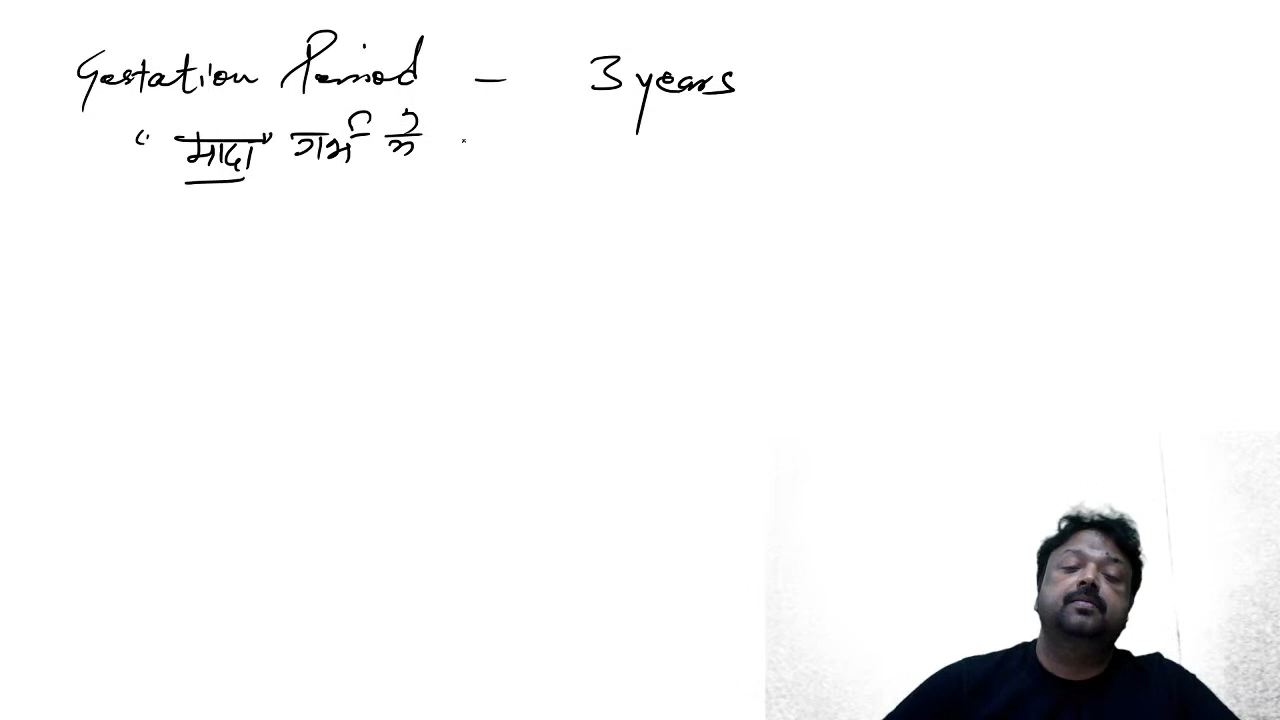 Gestation Period - 3 years
“ मादा” गर्भ में